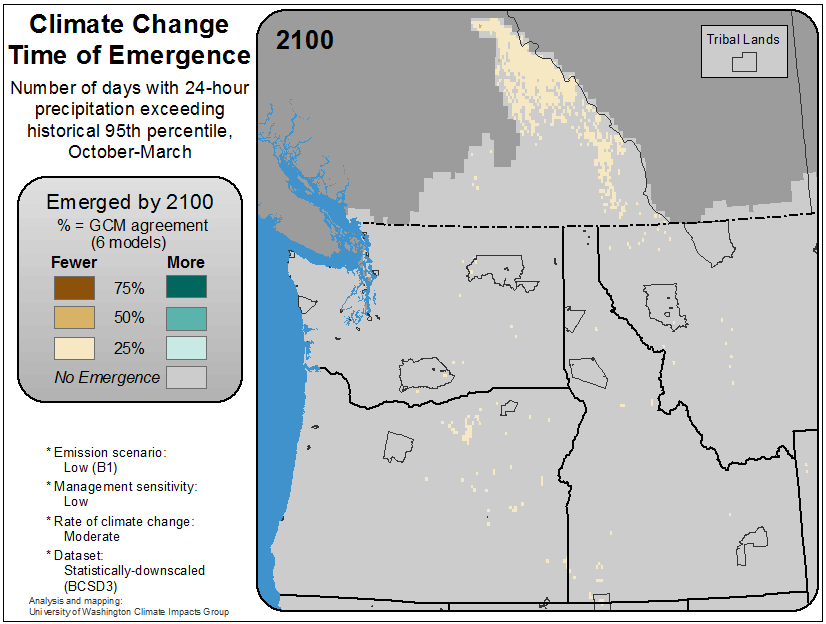 Climate Change
Time of Emergence
Number of days with 24-hour
precipitation exceeding
historical 95th percentile,
October-March
Emerged by 2100
% = GCM agreement
(6 models)
Fewer More
75%
50%
25%
No Emergence
* Emission scenario:
Low (B1)
* Management sensitivity:
Low
* Rate of climate change:
Moderate
* Dataset:
Statistically-downscaled
(BCSD3)
Analysis and mapping:
University of Washington Climate Impacts Group
2100
Tribal Lands